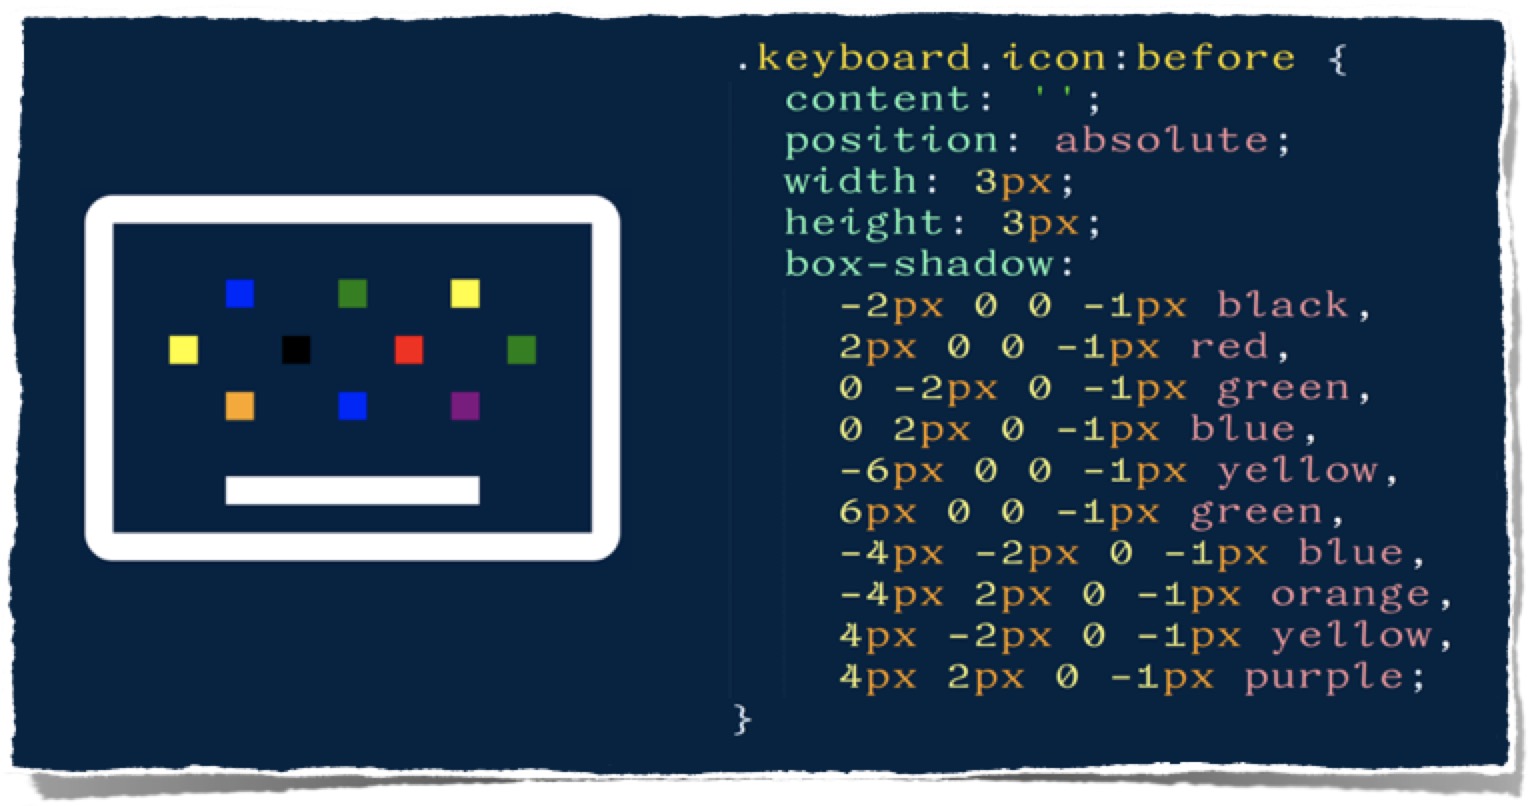 .keyboard.icon:before {
content: '';
position: absolute;
width: 3px;
height: 3px;
box-shadow:
-2px 0 0 -1px black,
2px 0 0 -1px red,
0 -2px 0 -1px green,
0 2px 0 -1px blue,
-6px 0 0 -1px yellow,
6px 0 0 -1px green,
-4px -2px 0 -1px blue,
-4px 2px 0 -1px orange,
4px -2px 0 -1px yellow,
4px 2px 0 -1px purple;
}